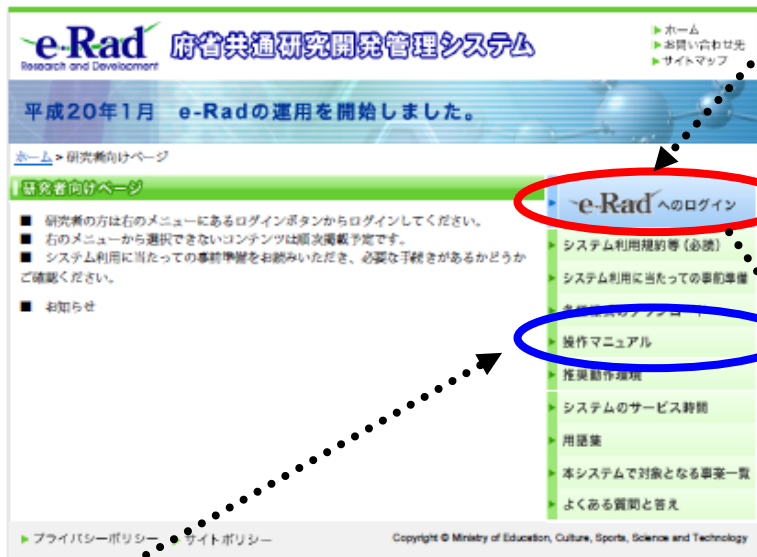 e-Rad
Research and Development
府省共通研究開発管理システム
ホーム
お問い合わせ先
サイトマップ
平成20年1月 e-Radの運用を開始しました。
ホーム > 研究者向けページ
研究者向けページ
■ 研究者の方は右のメニューにあるログインボタンからログインしてください。
■ 右のメニューから選択できないコンテンツは順次掲載予定です。
■ システム利用に当たっての事前準備をお読みいただき、必要な手続きがあるかどうか
ご確認ください。
■ お知らせ
e-Rad へのログイン
システム利用規約等(必読)
システム利用に当たっての事前準備
操作マニュアル
推奨動作環境
システムのサービス時間
用語集
本システムで対象となる事業一覧
よくある質問と答え
プライバシーポリシー
サイトポリシー
Copyright © Ministry of Education, Culture, Sports, Science and Technology